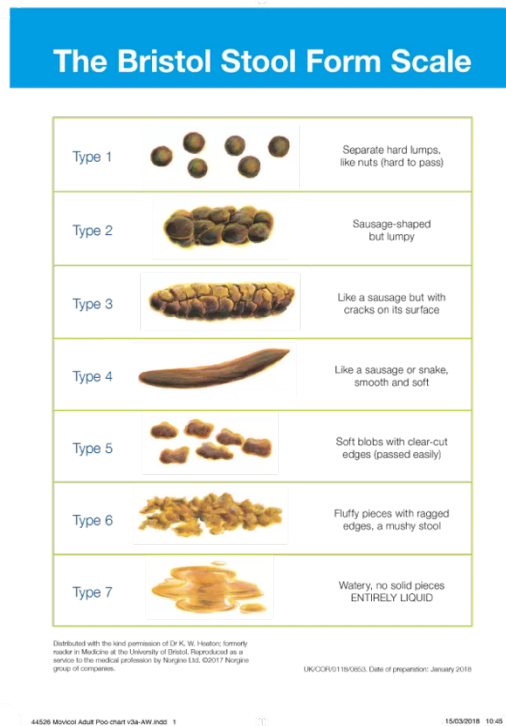 The Bristol Stool Form Scale
Type 1
Separate hard lumps,
like nuts (hard to pass)
Type 2
Sausage-shaped
but lumpy
Type 3
Like a sausage but with
cracks on its surface
Type 4
Like a sausage or snake,
smooth and soft
Type 5
Soft blobs with clear-cut
edges (passed easily)
Type 6
Fluffy pieces with ragged
edges, a mushy stool
Type 7
Watery, no solid pieces
ENTIRELY LIQUID
Distributed with the kind permission of Dr K. W. Heaton; formerly
reader in Medicine at the University of Bristol. Reproduced as a
service to the medical profession by Norgine Ltd. ©2017 Norgine
group of companies.
UK/COR/0118/0853. Date of preparation: January 2018
44526 Movicol Adult Poo chart v3a-AW.indd 1
15/03/2018 10:45